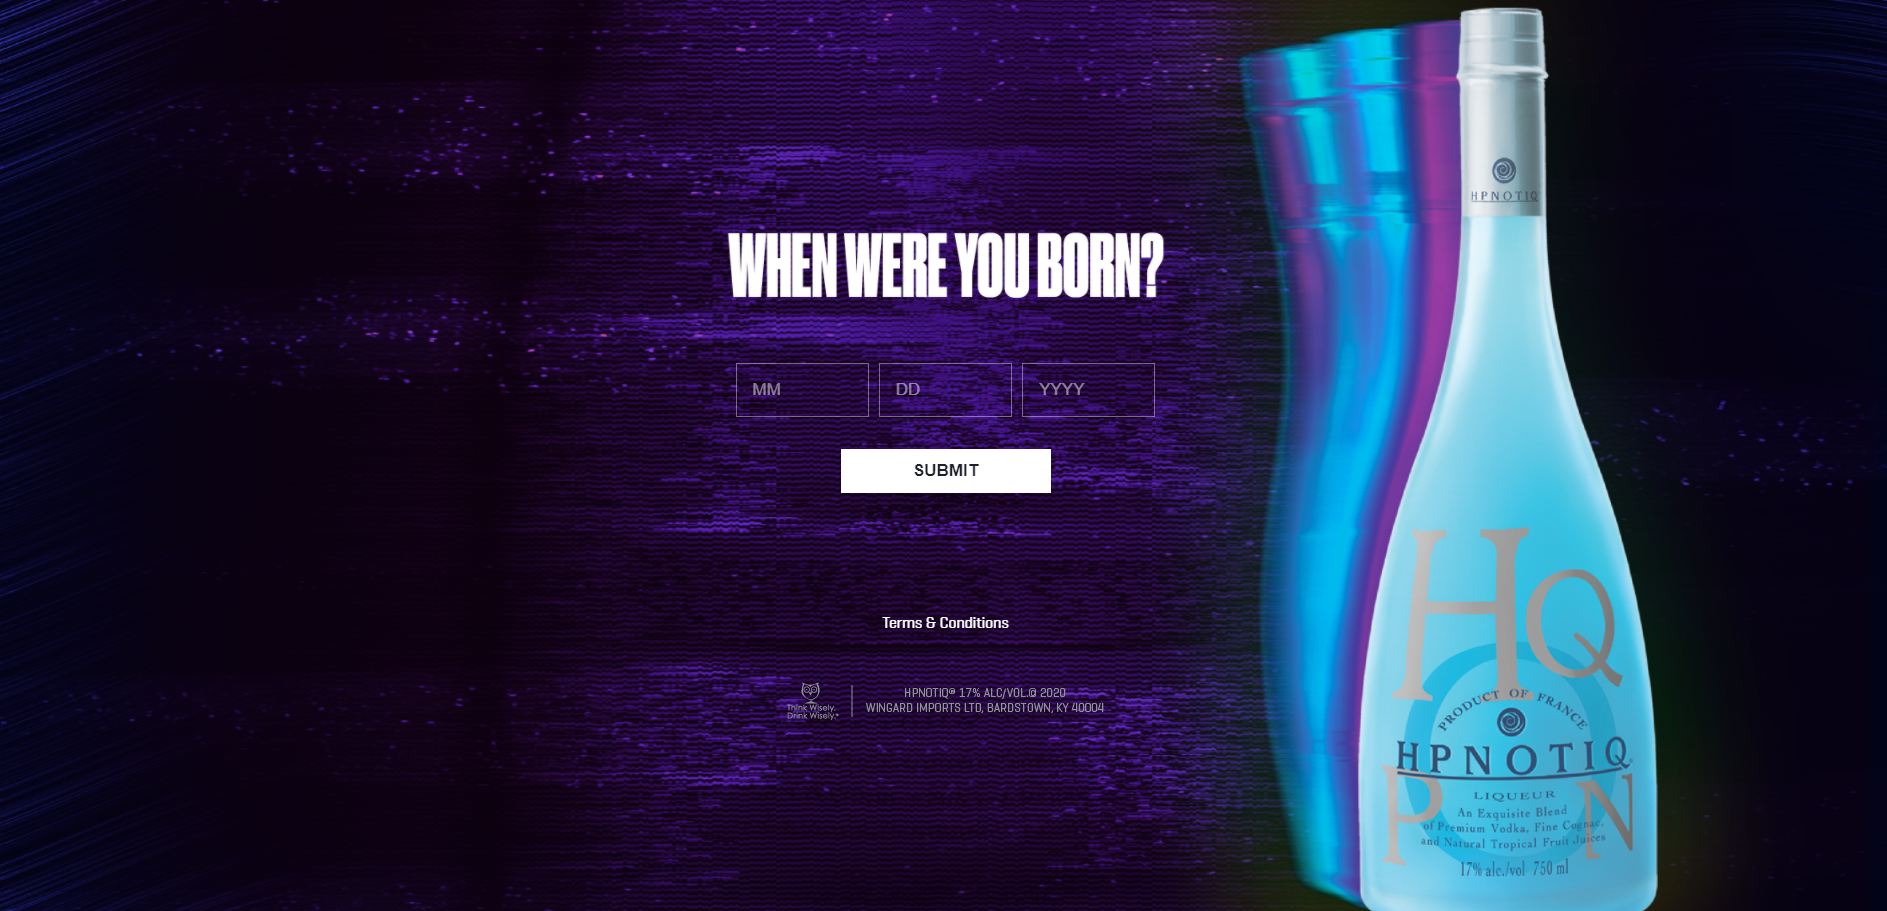 WHEN WERE YOU BORN?
MM
DD
YYYY
SUBMIT
Terms & Conditions
Think Wisely.
Drink Wisely.®
HPNOTIQ® 17% ALC/VOL.© 2020
WINGARD IMPORTS LTD, BARDSTOWN, KY 40004
HPNOTIQ
HQ
PRODUCT OF FRANCE
HPNOTIQ
PN
LIQUEUR
An Exquisite Blend
of Premium Vodka, Fine Cognac,
and Natural Tropical Fruit Juices
17% alc./vol 750 ml